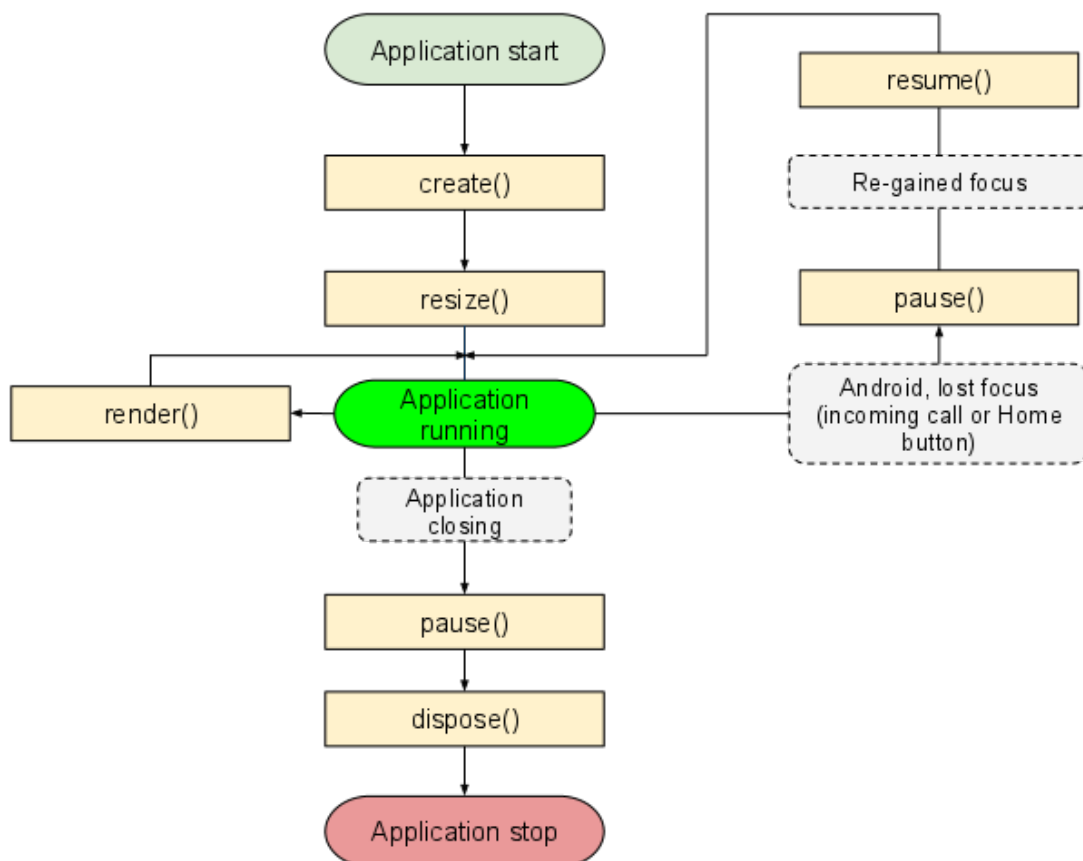 Application start
create()
resize()
render()
Application
running
Application
closing
pause()
dispose()
Application stop
resume()
Re-gained focus
pause()
Android, lost focus
(incoming call or Home
button)